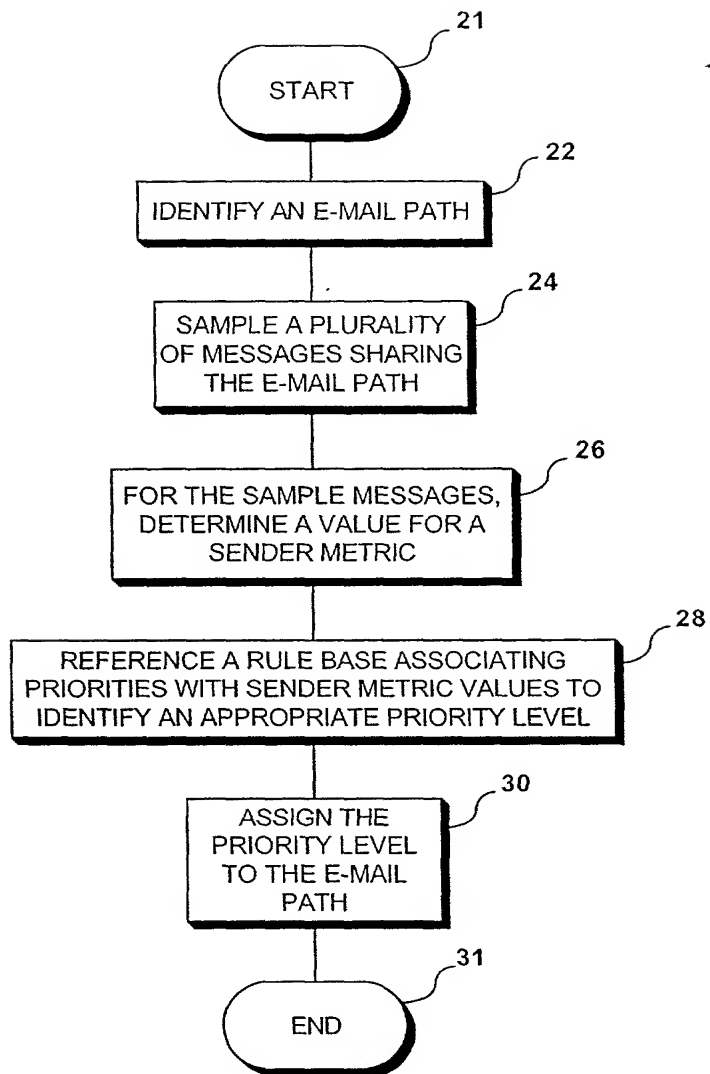 21
START
22
IDENTIFY AN E-MAIL PATH
24
SAMPLE A PLURALITY
OF MESSAGES SHARING
THE E-MAIL PATH
26
FOR THE SAMPLE MESSAGES,
DETERMINE A VALUE FOR A
SENDER METRIC
28
REFERENCE A RULE BASE ASSOCIATING
PRIORITIES WITH SENDER METRIC VALUES TO
IDENTIFY AN APPROPRIATE PRIORITY LEVEL
30
ASSIGN THE
PRIORITY LEVEL
TO THE E-MAIL
PATH
31
END